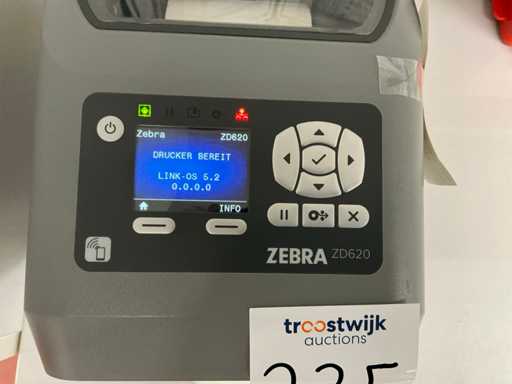 Zebra ZD620
DRUCKER BEREIT
LINK-OS 5.2
0.0.0.0
INFO
ZEBRA ZD620
troostwijk
auctions